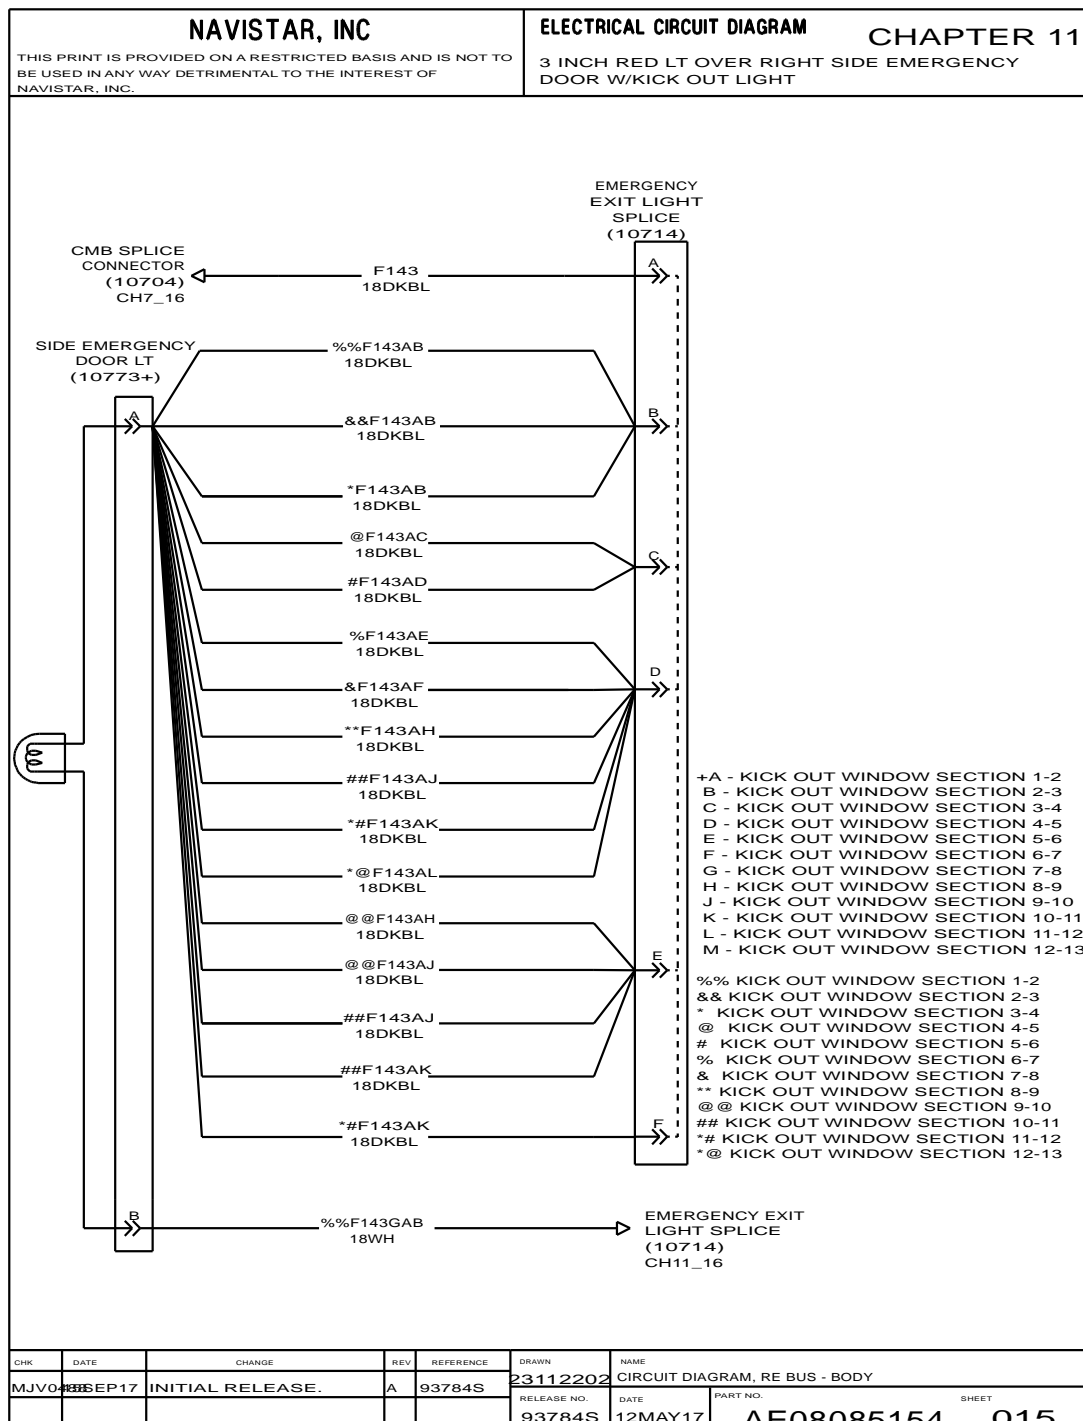 NAVISTAR, INC
THIS PRINT IS PROVIDED ON A RESTRICTED BASIS AND IS NOT TO
BE USED IN ANY WAY DETRIMENTAL TO THE INTEREST OF
NAVISTAR, INC.
ELECTRICAL CIRCUIT DIAGRAM
CHAPTER 11
3 INCH RED LT OVER RIGHT SIDE EMERGENCY
DOOR W/KICK OUT LIGHT
EMERGENCY
EXIT LIGHT
SPLICE
(10714)
CMB SPLICE
CONNECTOR
(10704)
CH7_16
F143
18DKBL
A
SIDE EMERGENCY
DOOR LT
(10773+)
A
%%F143AB
18DKBL
&&F143AB
18DKBL
B
*F143AB
18DKBL
@F143AC
18DKBL
C
#F143AD
18DKBL
%F143AE
18DKBL
D
&F143AF
18DKBL
**F143AH
18DKBL
##F143AJ
18DKBL
*#F143AK
18DKBL
*@F143AL
18DKBL
@@F143AH
18DKBL
E
@@F143AJ
18DKBL
##F143AJ
18DKBL
##F143AK
18DKBL
*#F143AK
18DKBL
F
+A - KICK OUT WINDOW SECTION 1-2
B - KICK OUT WINDOW SECTION 2-3
C - KICK OUT WINDOW SECTION 3-4
D - KICK OUT WINDOW SECTION 4-5
E - KICK OUT WINDOW SECTION 5-6
F - KICK OUT WINDOW SECTION 6-7
G - KICK OUT WINDOW SECTION 7-8
H - KICK OUT WINDOW SECTION 8-9
J - KICK OUT WINDOW SECTION 9-10
K - KICK OUT WINDOW SECTION 10-11
L - KICK OUT WINDOW SECTION 11-12
M - KICK OUT WINDOW SECTION 12-13
%% KICK OUT WINDOW SECTION 1-2
&& KICK OUT WINDOW SECTION 2-3
* KICK OUT WINDOW SECTION 3-4
@ KICK OUT WINDOW SECTION 4-5
# KICK OUT WINDOW SECTION 5-6
% KICK OUT WINDOW SECTION 6-7
& KICK OUT WINDOW SECTION 7-8
** KICK OUT WINDOW SECTION 8-9
@@ KICK OUT WINDOW SECTION 9-10
## KICK OUT WINDOW SECTION 10-11
*# KICK OUT WINDOW SECTION 11-12
*@ KICK OUT WINDOW SECTION 12-13
B
%%F143GAB
18WH
EMERGENCY EXIT
LIGHT SPLICE
(10714)
CH11_16
CHK DATE CHANGE REV REFERENCE
INITIAL RELEASE. A 93784S
DRAWN
23112202
NAME
CIRCUIT DIAGRAM, RE BUS - BODY
RELEASE NO.
93784S
DATE
12MAY17
PART NO.
AE08085154
SHEET
015